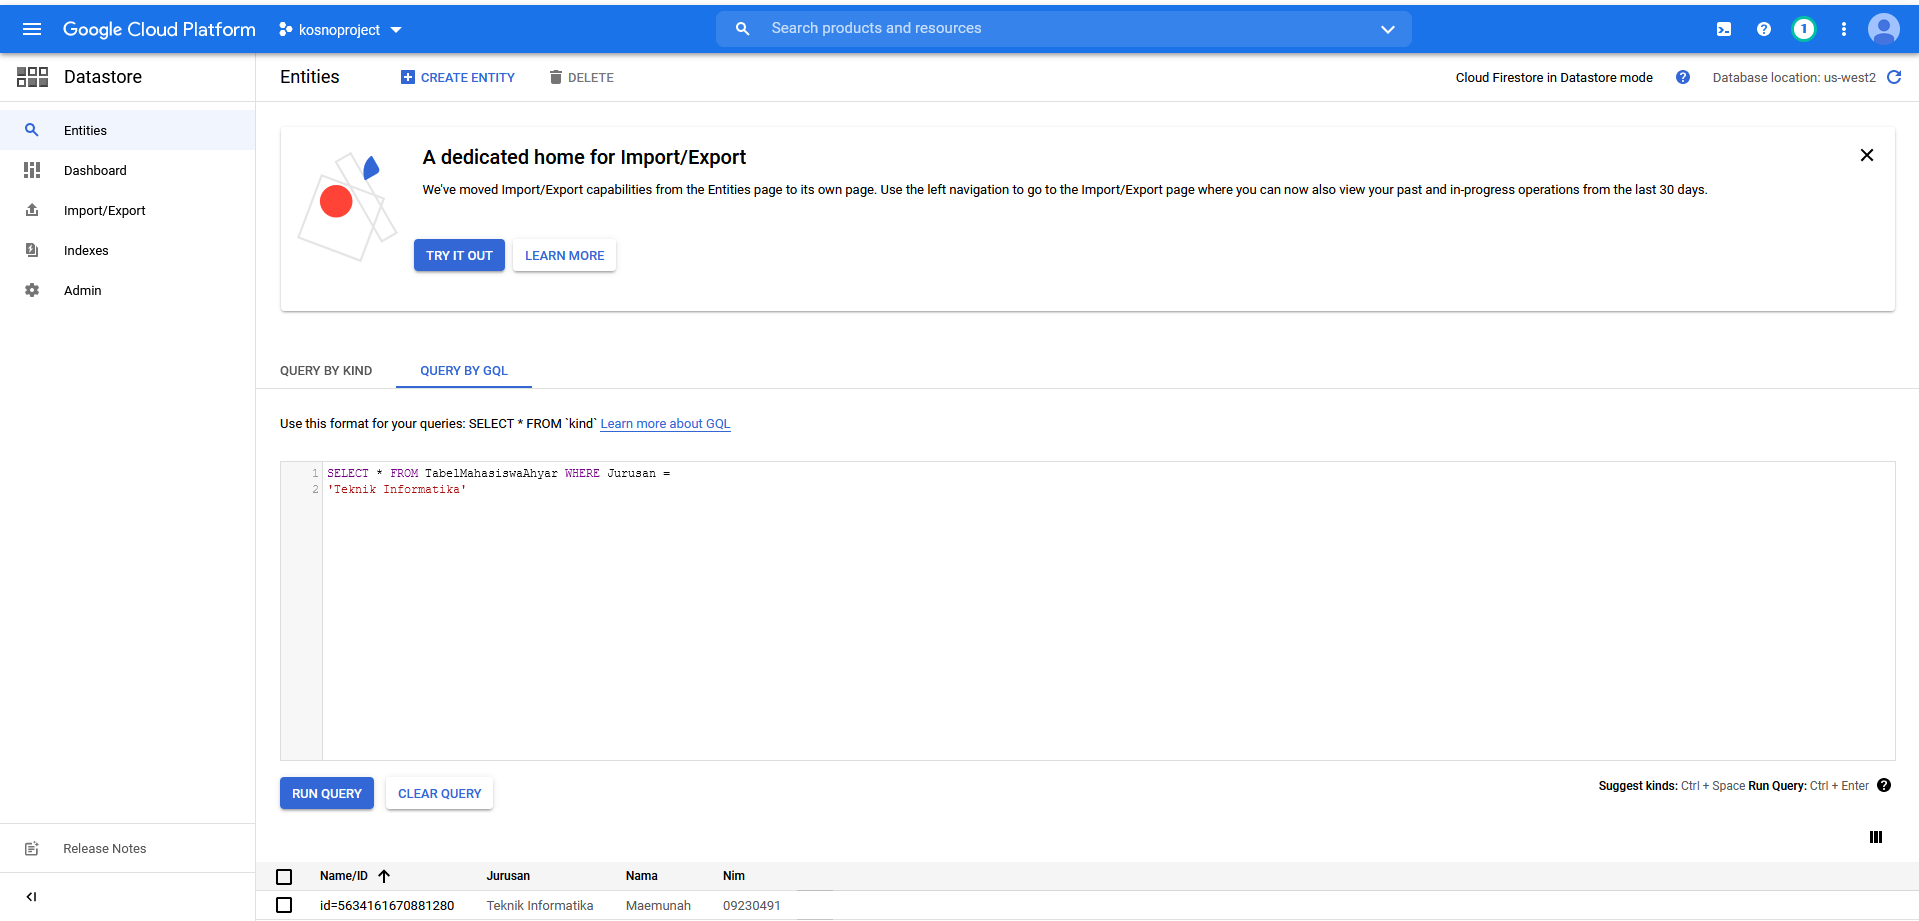 Google Cloud Platform
kosnoproject
Search products and resources
1
Datastore
Entities
CREATE ENTITY
DELETE
Cloud Firestore in Datastore mode
Database location: us-west2
Entities
Dashboard
Import/Export
Indexes
Admin
A dedicated home for Import/Export
We've moved Import/Export capabilities from the Entities page to its own page. Use the left navigation to go to the Import/Export page where you can now also view your past and in-progress operations from the last 30 days.
TRY IT OUT
LEARN MORE
QUERY BY KIND
QUERY BY GQL
Use this format for your queries: SELECT * FROM `kind` Learn more about GQL
1 SELECT * FROM TabelMahasiswaAhyar WHERE Jurusan =
2 'Teknik Informatika'
RUN QUERY
CLEAR QUERY
Suggest kinds: Ctrl + Space Run Query: Ctrl + Enter
Release Notes
Name/ID Jurusan Nama Nim
id=5634161670881280 Teknik Informatika Maemunah 09230491